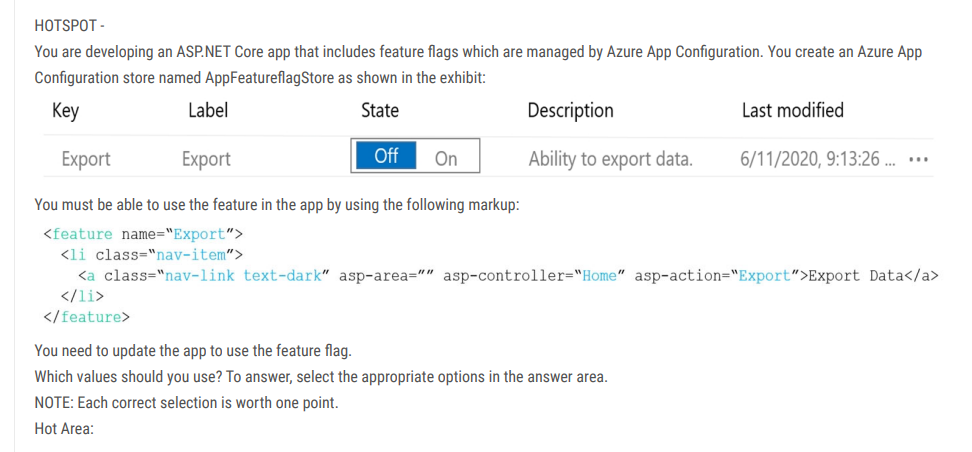 HOTSPOT -
You are developing an ASP.NET Core app that includes feature flags which are managed by Azure App Configuration. You create an Azure App
Configuration store named AppFeatureflagStore as shown in the exhibit:
Key Label State Description Last modified
Export Export Off On Ability to export data. 6/11/2020, 9:13:26 ... •••
You must be able to use the feature in the app by using the following markup:
<feature name="Export">
<li class="nav-item">
<a class="nav-link text-dark" asp-area="" asp-controller="Home" asp-action="Export">Export Data</a>
</li>
</feature>
You need to update the app to use the feature flag.
Which values should you use? To answer, select the appropriate options in the answer area.
NOTE: Each correct selection is worth one point.
Hot Area: